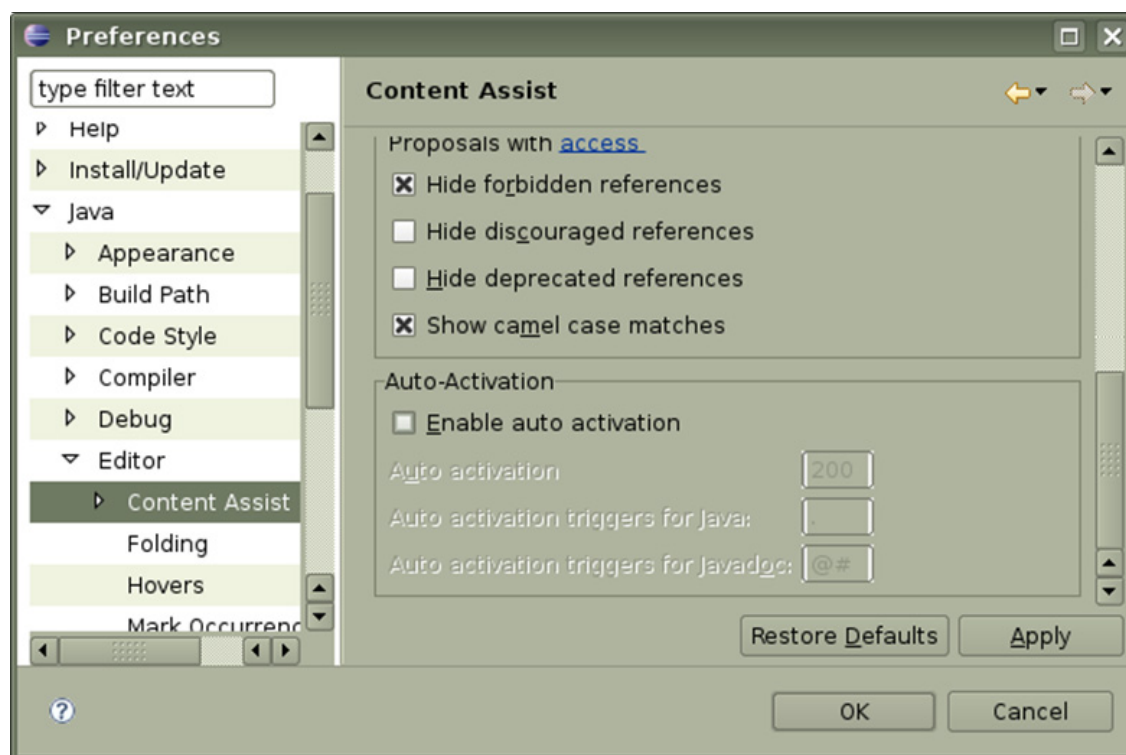 Preferences
type filter text
Help
Install/Update
Java
Appearance
Build Path
Code Style
Compiler
Debug
Editor
Content Assist
Folding
Hovers
Mark Occurrenc
Content Assist
Proposals with access
Hide forbidden references
Hide discouraged references
Hide deprecated references
Show camel case matches
Auto-Activation
Enable auto activation
Auto activation 200
Auto activation triggers for Java: .
Auto activation triggers for Javadoc: @#
Restore Defaults Apply
? OK Cancel